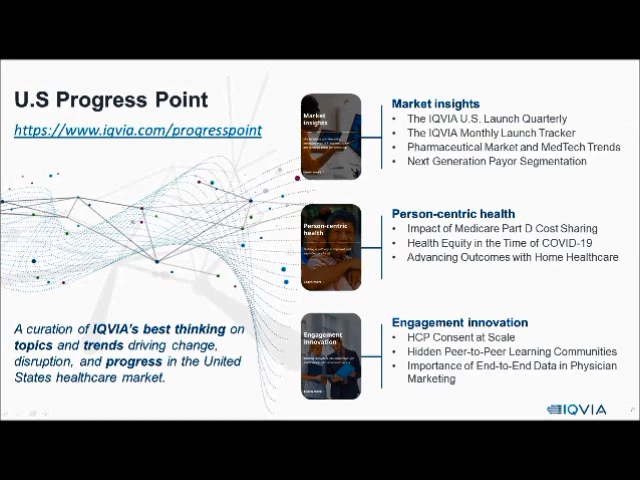 U.S Progress Point
https://www.iqvia.com/progresspoint
A curation of IQVIA's best thinking on
topics and trends driving change,
disruption, and progress in the United
States healthcare market.
Market
insights
Market insights
• The IQVIA U.S. Launch Quarterly
• The IQVIA Monthly Launch Tracker
• Pharmaceutical Market and MedTech Trends
• Next Generation Payor Segmentation
Person-centric
health
Person-centric health
• Impact of Medicare Part D Cost Sharing
• Health Equity in the Time of COVID-19
• Advancing Outcomes with Home Healthcare
Engagement
innovation
Engagement innovation
• HCP Consent at Scale
• Hidden Peer-to-Peer Learning Communities
• Importance of End-to-End Data in Physician
Marketing
IQVIA